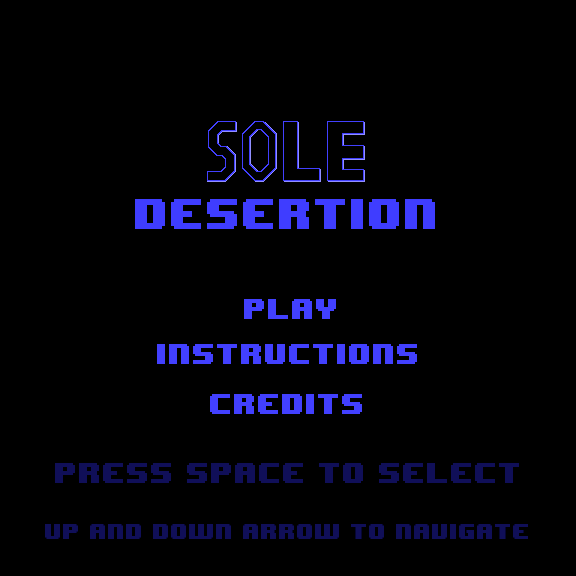 SOLE
DESERTION
PLAY
INSTRUCTIONS
CREDITS
PRESS SPACE TO SELECT
UP AND DOWN ARROW TO NAVIGATE